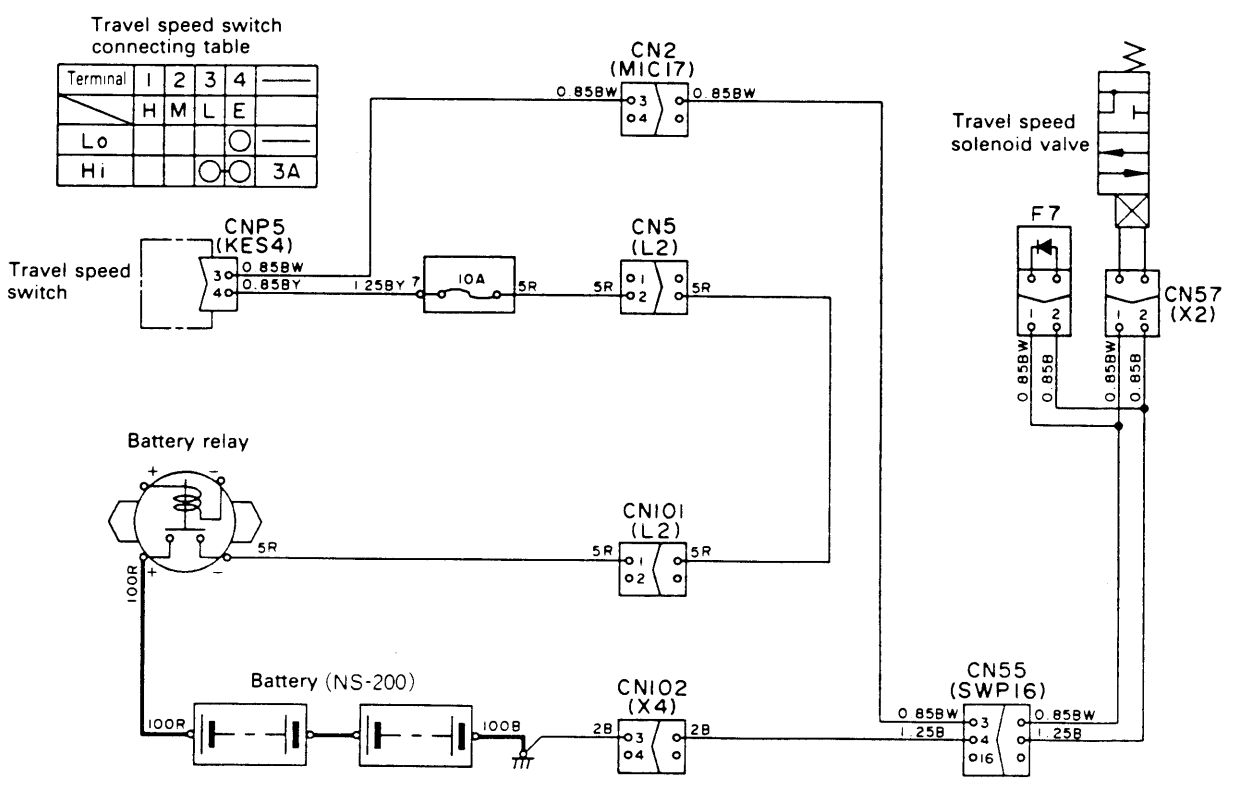 Travel speed switch
connecting table
Terminal 1 2 3 4
H M L E
Lo
Hi 3A
CN2
(MIC17)
0.85BW 3 0.85BW
4
Travel speed
solenoid valve
CNP5
(KES4)
Travel speed
switch
3 0.85BW
4 0.85BY 1.25BY 7 10A 5R
CN5
(L2)
1
5R 2 5R
F7
1 2
0.85BW
0.85B
CN57
(X2)
1 2
0.85BW
0.85B
Battery relay
+ −
+ −
5R
100R
CN101
(L2)
5R 1 5R
2
Battery (NS-200)
100R
100B
CN102
(X4)
2B 3 2B
4
CN55
(SWP16)
0.85BW 3 0.85BW
1.25B 4 1.25B
16